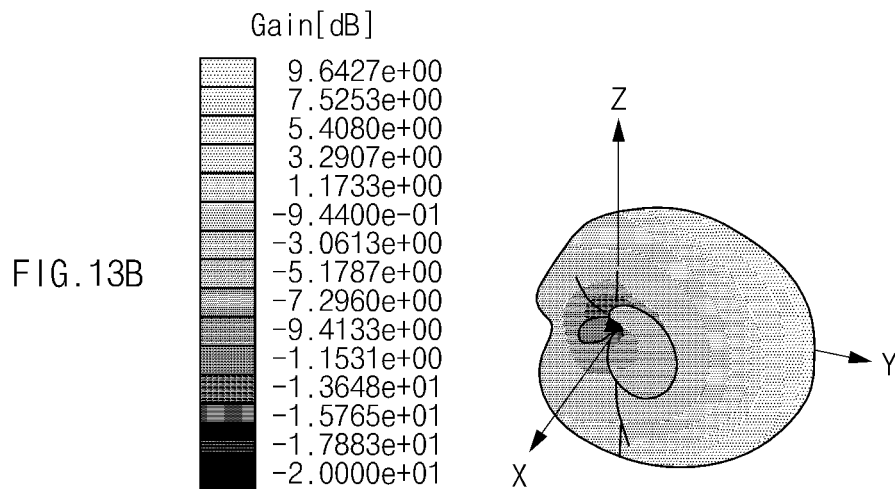 Gain[dB]
9.6427e+00
7.5253e+00
5.4080e+00
3.2907e+00
1.1733e+00
-9.4400e-01
-3.0613e+00
-5.1787e+00
-7.2960e+00
-9.4133e+00
-1.1531e+00
-1.3648e+01
-1.5765e+01
-1.7883e+01
-2.0000e+01
FIG.13B
Z
Y
X